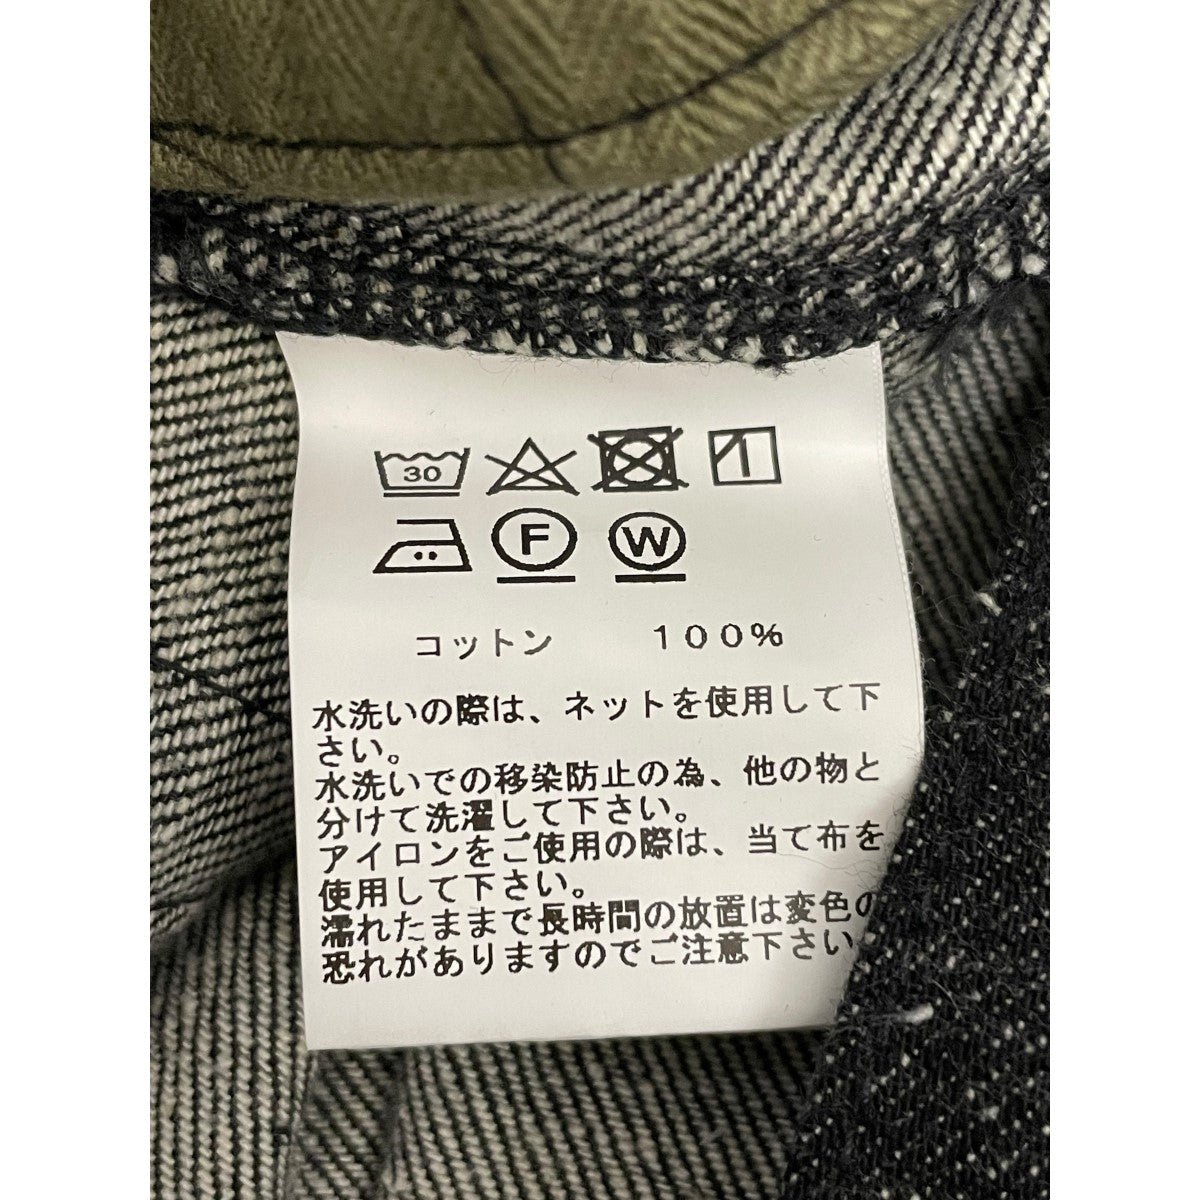 30
F W
コットン 100%
水洗いの際は、ネットを使用して下
さい。
水洗いでの移染防止の為、他の物と
分けて洗濯して下さい。
アイロンをご使用の際は、当て布を
使用して下さい。
濡れたままで長時間の放置は変色の
恐れがありますのでご注意下さい。